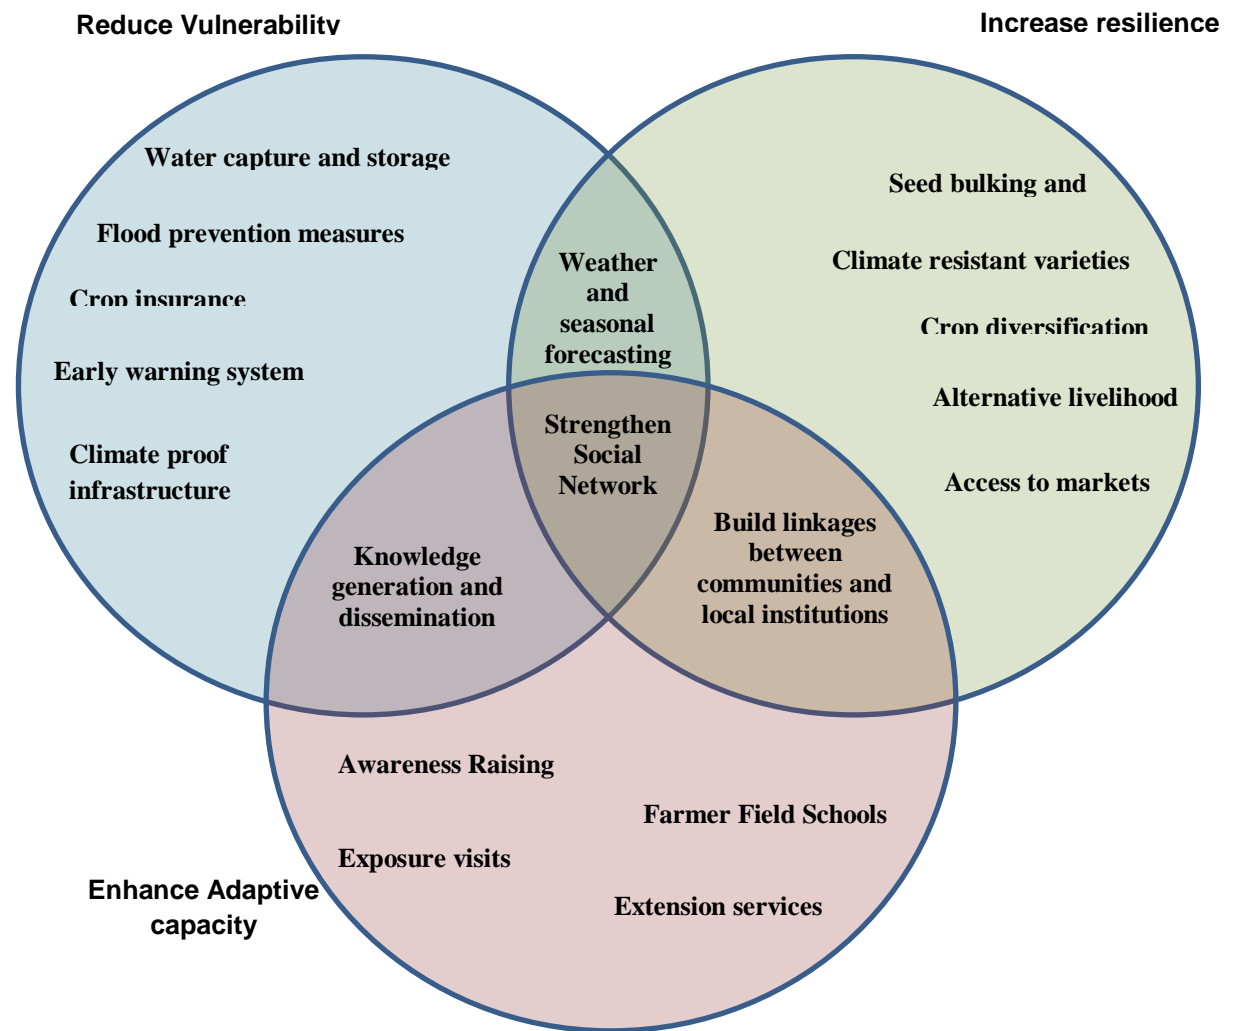 Reduce Vulnerability
Increase resilience
Water capture and storage
Flood prevention measures
Crop insurance
Early warning system
Climate proof
infrastructure
Weather
and
seasonal
forecasting
Seed bulking and
Climate resistant varieties
Crop diversification
Alternative livelihood
Access to markets
Strengthen
Social
Network
Knowledge
generation and
dissemination
Build linkages
between
communities and
local institutions
Awareness Raising
Farmer Field Schools
Exposure visits
Extension services
Enhance Adaptive
capacity